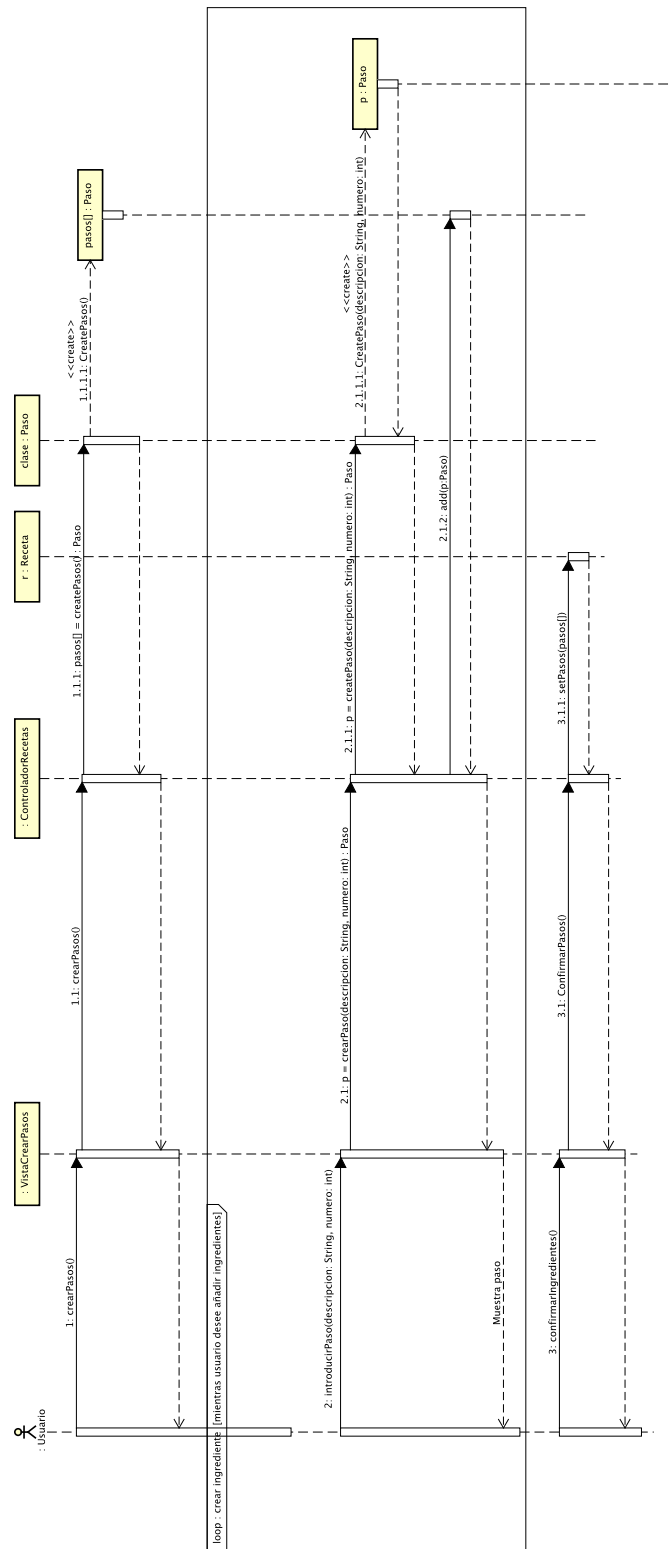 : Usuario
: VistaCrearPasos
: ControladorRecetas
r : Receta
clase : Paso
pasos[] : Paso
p : Paso
1: crearPasos()
1.1: crearPasos()
1.1.1: pasos[] = createPasos() : Paso
<<create>>
1.1.1.1: CreatePasos()
loop : crear ingrediente [mientras usuario desee añadir ingredientes]
2: introducirPaso(descripcion: String, numero: int)
2.1: p = crearPaso(descripcion: String, numero: int) : Paso
2.1.1: p = createPaso(descripcion: String, numero: int) : Paso
<<create>>
2.1.1.1: CreatePaso(descripcion: String, numero: int)
2.1.2: add(p:Paso)
Muestra paso
3: confirmarIngredientes()
3.1: ConfirmarPasos()
3.1.1: setPasos(pasos[])